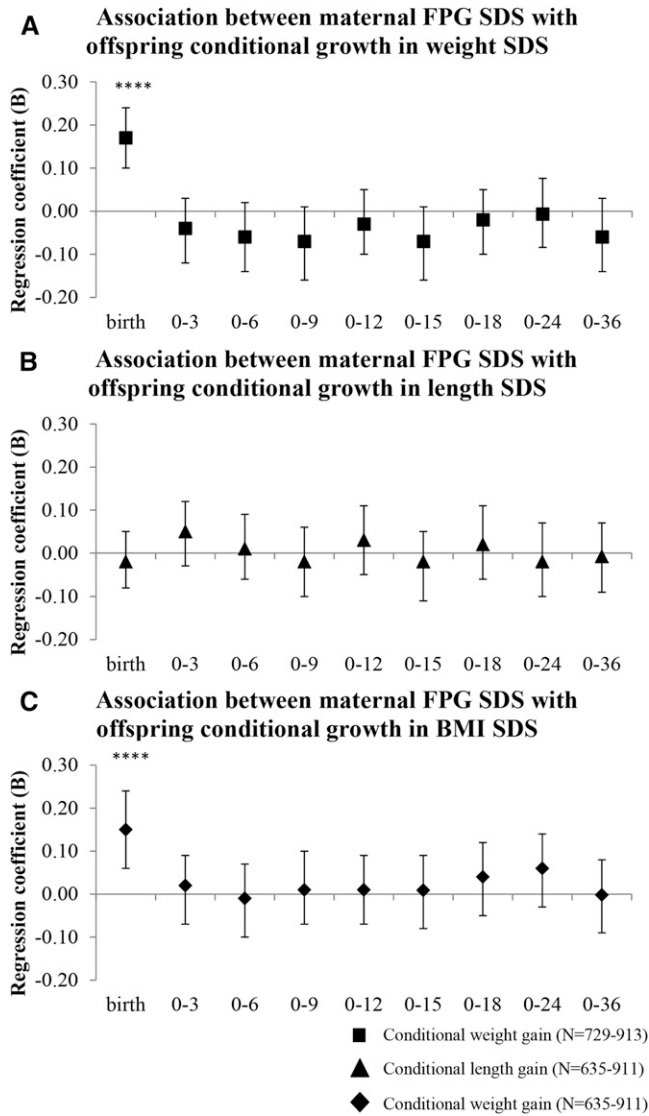 A Association between maternal FPG SDS with
offspring conditional growth in weight SDS
Regression coefficient (B)
0.30
****
0.20
0.10
0.00
-0.10
-0.20
birth 0-3 0-6 0-9 0-12 0-15 0-18 0-24 0-36
B Association between maternal FPG SDS with
offspring conditional growth in length SDS
Regression coefficient (B)
0.30
0.20
0.10
0.00
-0.10
-0.20
birth 0-3 0-6 0-9 0-12 0-15 0-18 0-24 0-36
C Association between maternal FPG SDS with
offspring conditional growth in BMI SDS
Regression coefficient (B)
****
0.30
0.20
0.10
0.00
-0.10
-0.20
birth 0-3 0-6 0-9 0-12 0-15 0-18 0-24 0-36
Conditional weight gain (N=729-913)
Conditional length gain (N=635-911)
Conditional weight gain (N=635-911)